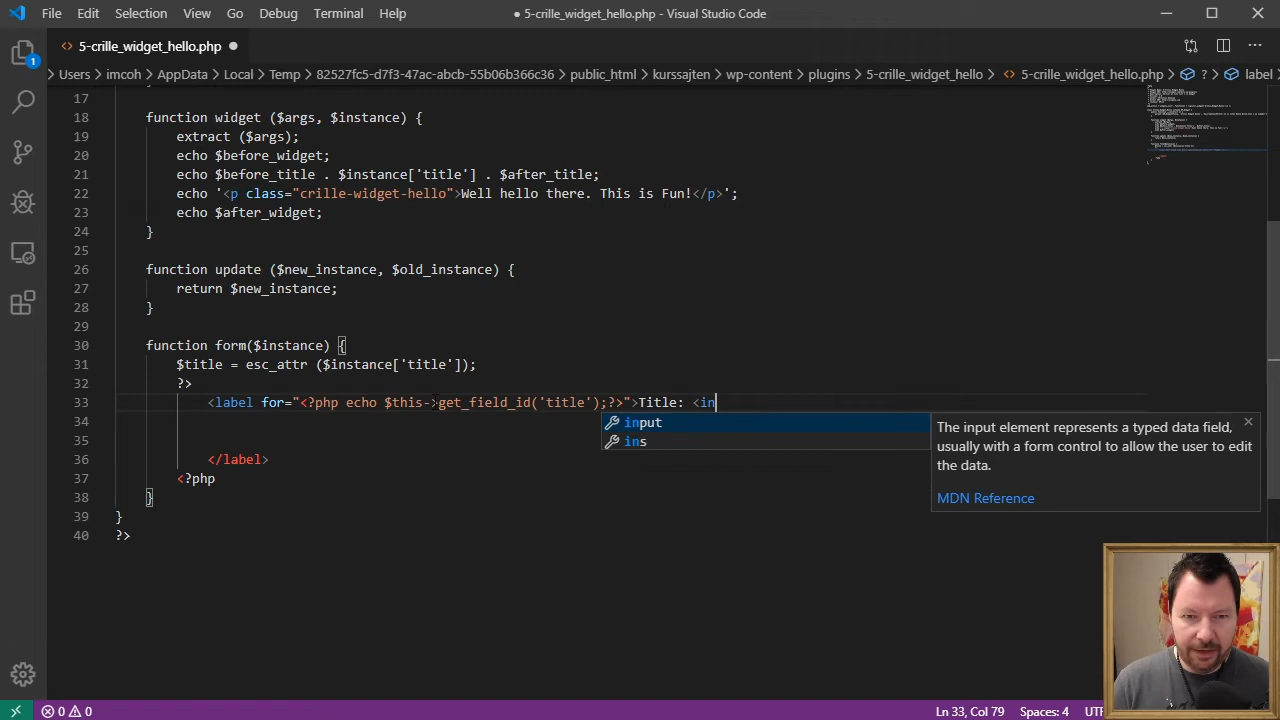 File Edit Selection View Go Debug Terminal Help
● 5-crille_widget_hello.php - Visual Studio Code
5-crille_widget_hello.php ●
Users > imcoh > AppData > Local > Temp > 82527fc5-d7f3-47ac-abcb-55b06b366c36 > public_html > kurssajten > wp-content > plugins > 5-crille_widget_hello > 5-crille_widget_hello.php > ? > label
1
17
18 function widget ($args, $instance) {
19 extract ($args);
20 echo $before_widget;
21 echo $before_title . $instance['title'] . $after_title;
22 echo '<p class="crille-widget-hello">Well hello there. This is Fun!</p>';
23 echo $after_widget;
24 }
25
26 function update ($new_instance, $old_instance) {
27 return $new_instance;
28 }
29
30 function form($instance) {
31 $title = esc_attr ($instance['title']);
32 ?>
33 <label for="<?php echo $this->get_field_id('title');?>">Title: <in
34
35
36 </label>
37 <?php
38 }
39 }
40 ?>
input
ins
The input element represents a typed data field,
usually with a form control to allow the user to edit
the data.
MDN Reference
0 0
Ln 33, Col 79 Spaces: 4 UTF